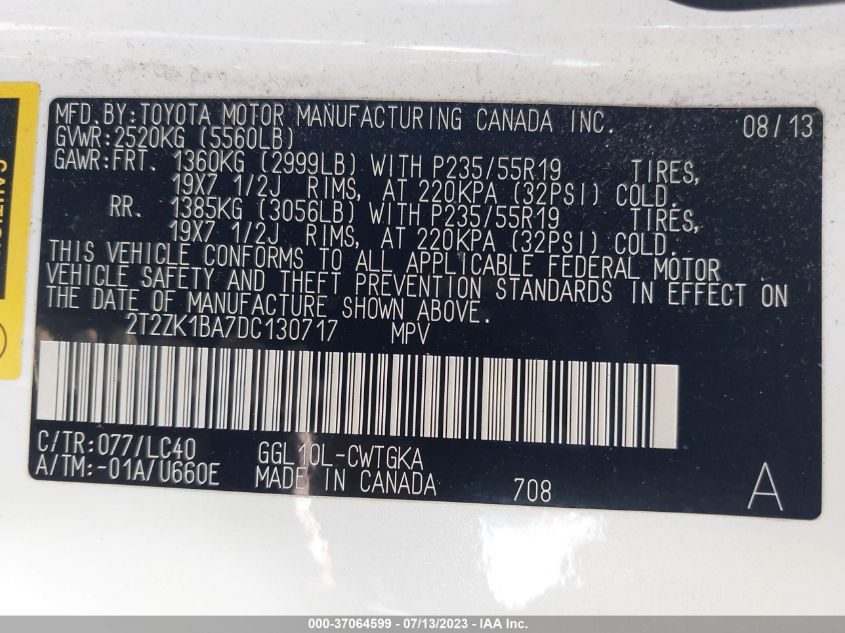 MFD.BY:TOYOTA MOTOR MANUFACTURING CANADA INC. 08/13
GVWR:2520KG (5560LB)
GAWR:FRT. 1360KG (2999LB) WITH P235/55R19 TIRES,
19X7 1/2J RIMS, AT 220KPA (32PSI) COLD.
RR. 1385KG (3056LB) WITH P235/55R19 TIRES,
19X7 1/2J RIMS, AT 220KPA (32PSI) COLD.
THIS VEHICLE CONFORMS TO ALL APPLICABLE FEDERAL MOTOR
VEHICLE SAFETY AND THEFT PREVENTION STANDARDS IN EFFECT ON
THE DATE OF MANUFACTURE SHOWN ABOVE.
2T2ZK1BA7DC130717 MPV
C/TR:077/LC40 GGL10L-CWTGKA
A/TM:-01A/U660E MADE IN CANADA 708 A
000-37064599 - 07/13/2023 - IAA Inc.